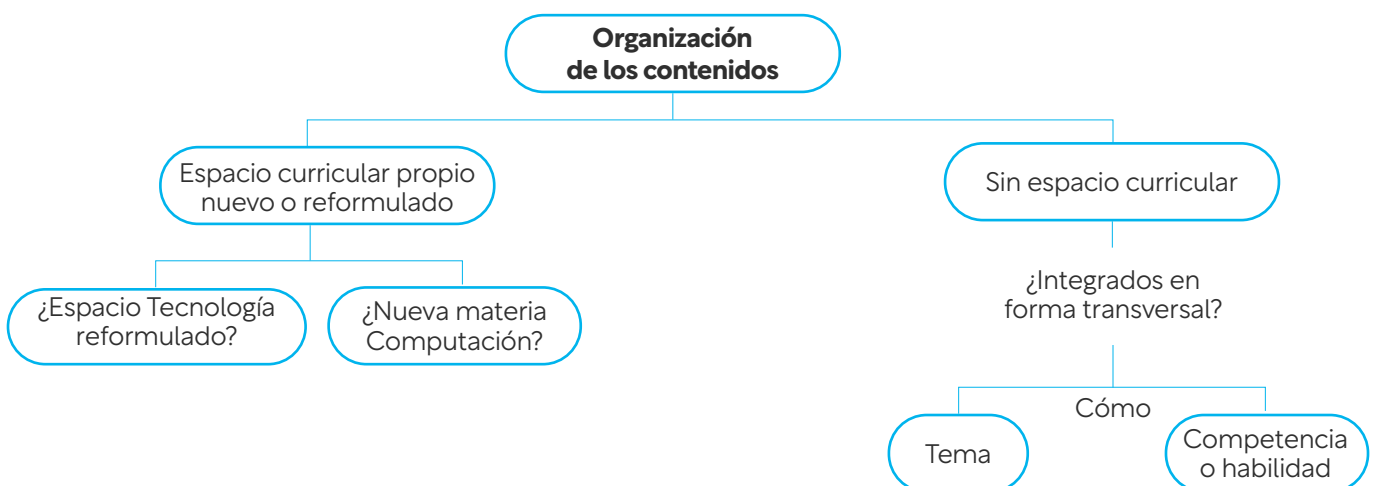 Organización
de los contenidos
Espacio curricular propio
nuevo o reformulado
Sin espacio curricular
¿Espacio Tecnología
reformulado?
¿Nueva materia
Computación?
¿Integrados en
forma transversal?
Cómo
Tema
Competencia
o habilidad